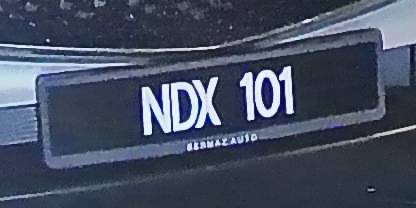 NDX 101
BERMAZ AUTO